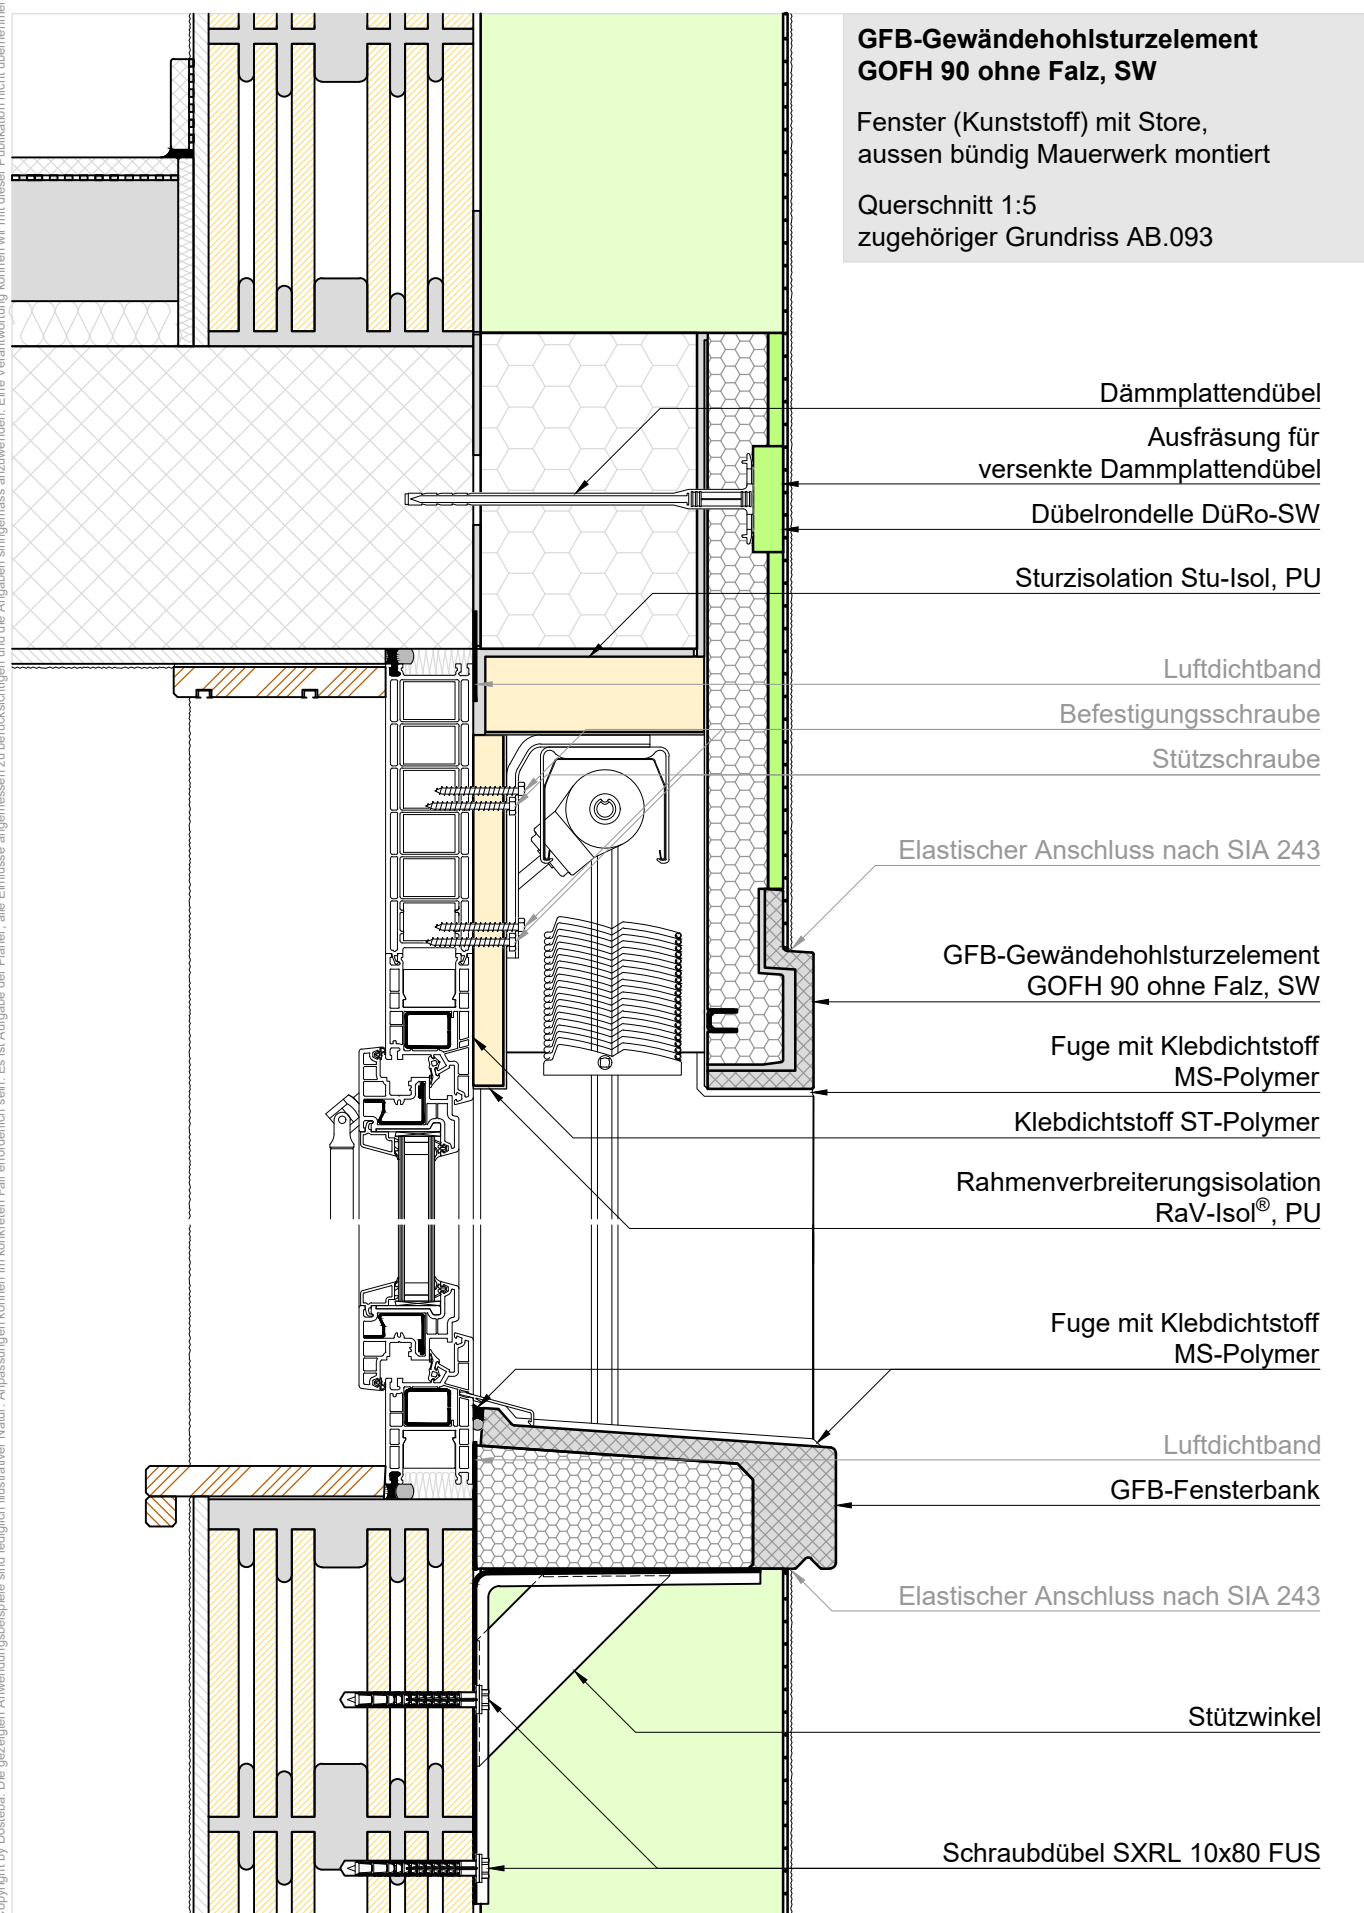 GFB-Gewändehohlsturzelement
GOFH 90 ohne Falz, SW
Fenster (Kunststoff) mit Store,
aussen bündig Mauerwerk montiert
Querschnitt 1:5
zugehöriger Grundriss AB.093
Dämmplattendübel
Ausfräsung für
versenkte Dammplattendübel
Dübelrondelle DüRo-SW
Sturzisolation Stu-Isol, PU
Luftdichtband
Befestigungsschraube
Stützschraube
Elastischer Anschluss nach SIA 243
GFB-Gewändehohlsturzelement
GOFH 90 ohne Falz, SW
Fuge mit Klebdichtstoff
MS-Polymer
Klebdichtstoff ST-Polymer
Rahmenverbreiterungsisolation
RaV-Isol®, PU
Fuge mit Klebdichtstoff
MS-Polymer
Luftdichtband
GFB-Fensterbank
Elastischer Anschluss nach SIA 243
Stützwinkel
Schraubdübel SXRL 10x80 FUS